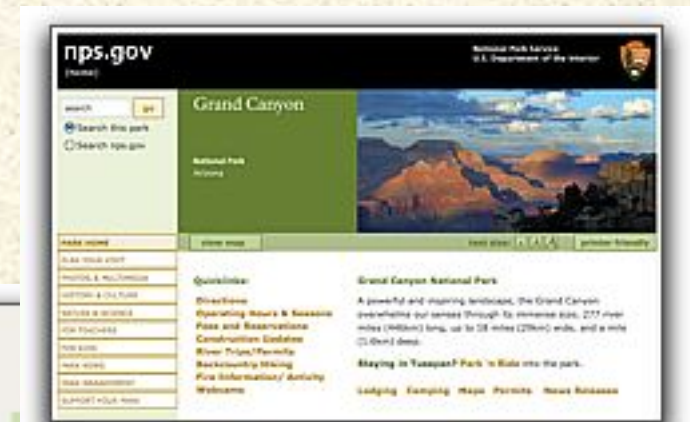 nps.gov
[home]
National Park Service
U.S. Department of the Interior
search
go
Search this park
Search nps.gov
Grand Canyon
National Park
Arizona
view map
text size:
printer friendly
PARK HOME
PLAN YOUR VISIT
PHOTOS & MULTIMEDIA
HISTORY & CULTURE
NATURE & SCIENCE
FOR TEACHERS
FOR KIDS
PARK NEWS
PARK MANAGEMENT
SUPPORT YOUR PARK
Quicklinks:
Directions
Operating Hours & Seasons
Fees and Reservations
Construction Updates
River Trips/Permits
Backcountry Hiking
Fire Information/ Activity
Webcams
Grand Canyon National Park
A powerful and inspiring landscape, the Grand Canyon
overwhelms our senses through its immense size; 277 river
miles (446km) long, up to 18 miles (29km) wide, and a mile
(1.6km) deep.
Staying in Tusayan? Park 'n Ride into the park.
Lodging Camping Maps Permits News Releases